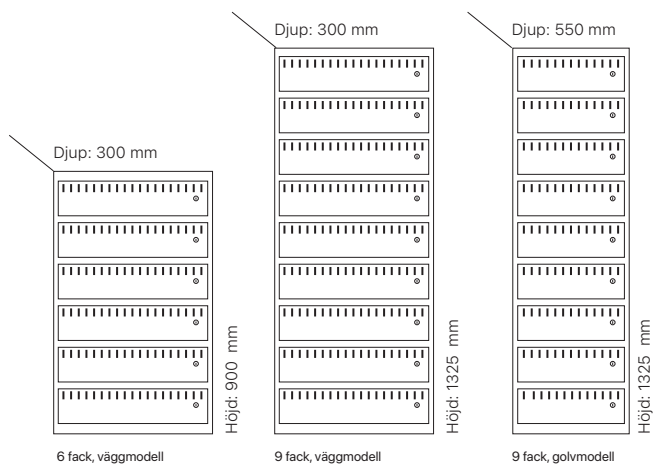 Djup: 300 mm
Höjd: 900 mm
6 fack, väggmodell
Djup: 300 mm
Höjd: 1325 mm
9 fack, väggmodell
Djup: 550 mm
Höjd: 1325 mm
9 fack, golvmodell